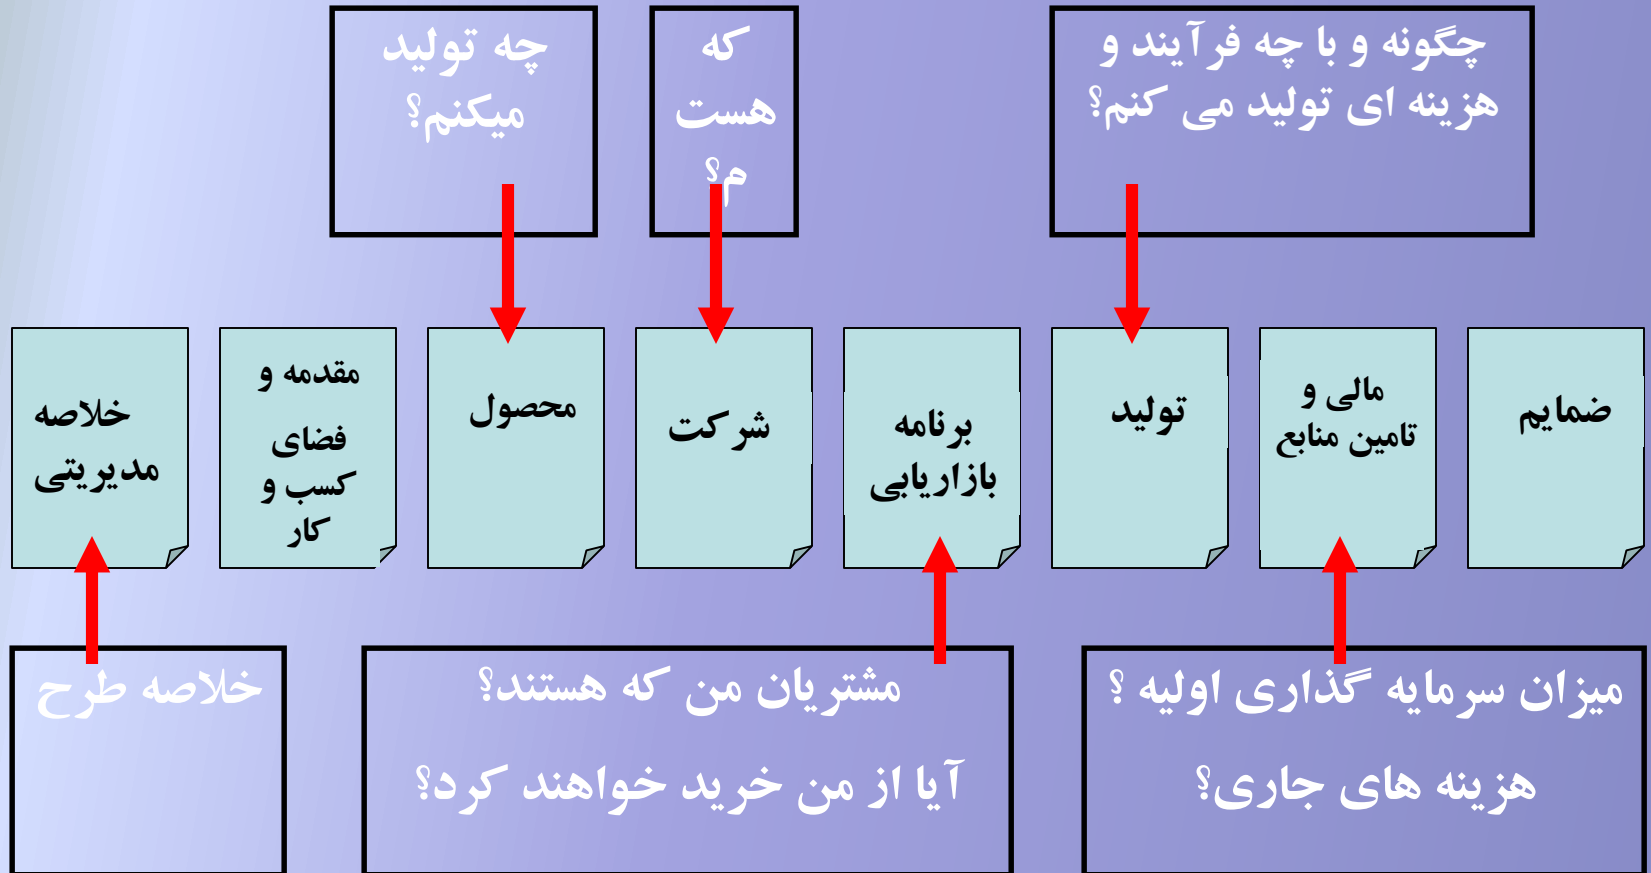 چه تولید
میکنم؟
که
هست
م؟
چگونه و با چه فرآیند و
هزینه ای تولید می کنم؟
خلاصه
مدیریتی
مقدمه و
فضای
کسب و
کار
محصول
شرکت
برنامه
بازاریابی
تولید
مالی و
تامین منابع
ضمایم
خلاصه طرح
مشتریان من که هستند؟
آیا از من خرید خواهند کرد؟
میزان سرمایه گذاری اولیه ؟
هزینه های جاری؟